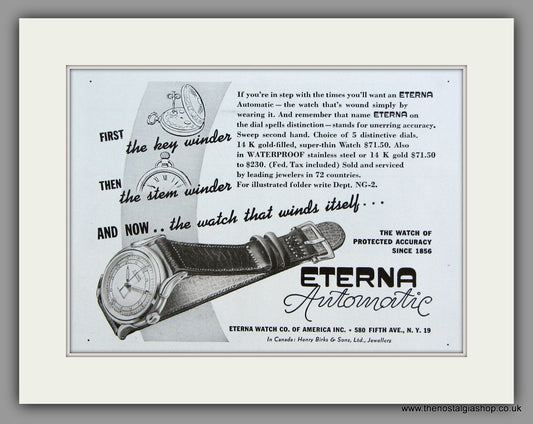 If you're in step with the times you'll want an ETERNA
Automatic—the watch that's wound simply by
wearing it. And remember that name ETERNA on
the dial spells distinction—stands for unerring accuracy.
Sweep second hand. Choice of 5 distinctive dials.
14 K gold-filled, super-thin Watch $71.50. Also
in WATERPROOF stainless steel or 14 K gold $71.50
to $230. (Fed. Tax included) Sold and serviced
by leading jewelers in 72 countries.
For illustrated folder write Dept. NG-2.
FIRST the key winder
THEN the stem winder
AND NOW .. the watch that winds itself...
THE WATCH OF
PROTECTED ACCURACY
SINCE 1856
ETERNA
Automatic
ETERNA WATCH CO. OF AMERICA INC. • 580 FIFTH AVE., N. Y. 19
In Canada: Henry Birks & Sons, Ltd., Jewellers
www.thenostalgiashop.co.uk